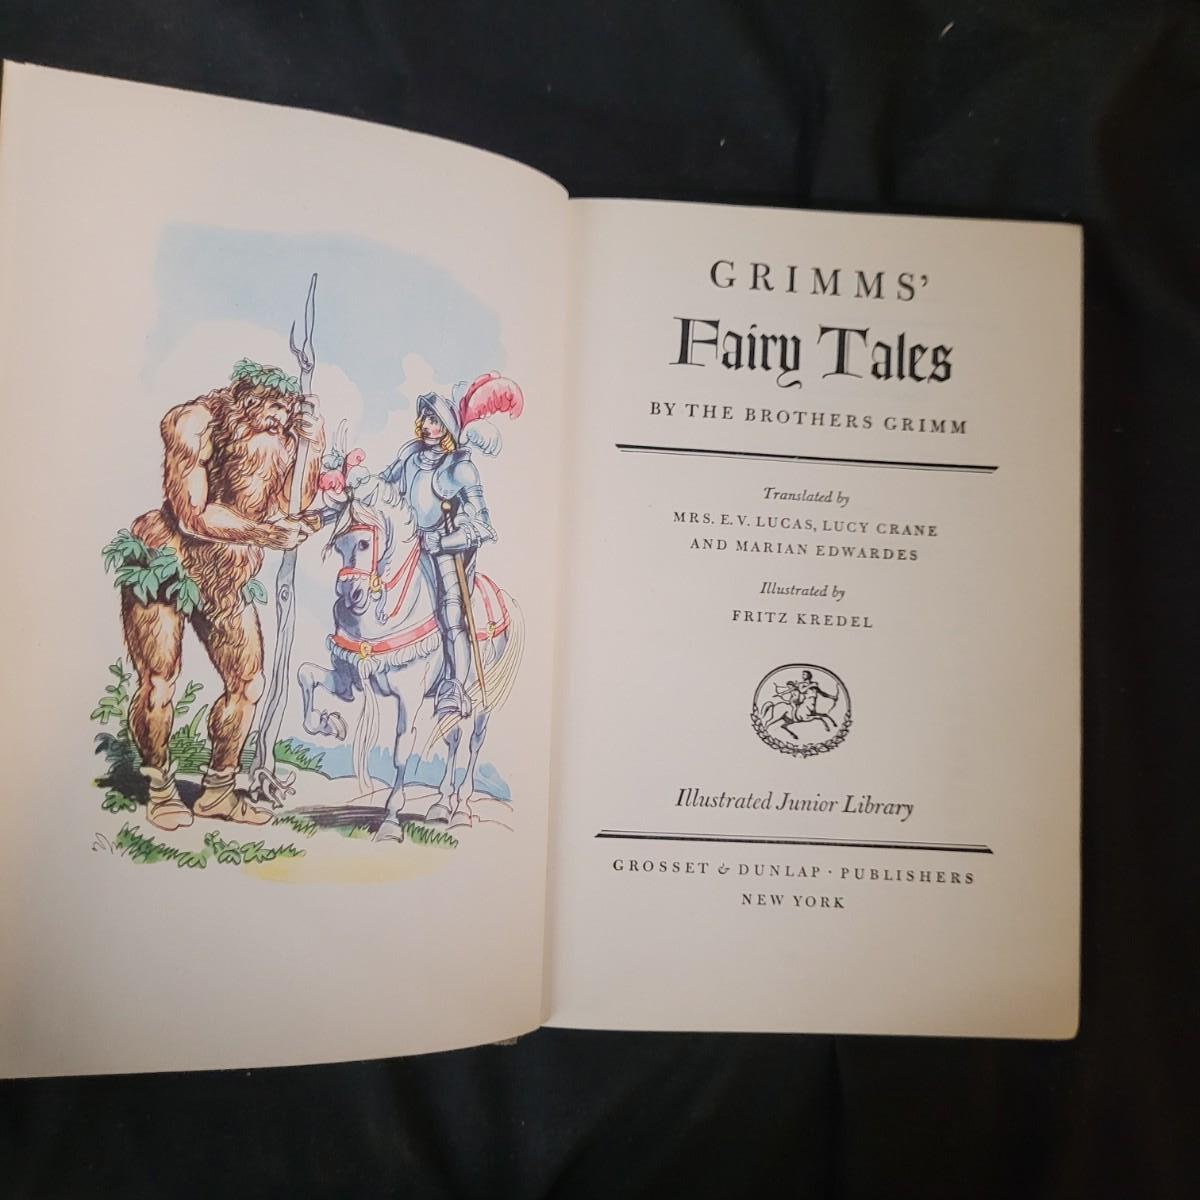 GRIMMS’
Fairy Tales
BY THE BROTHERS GRIMM
Translated by
MRS. E. V. LUCAS, LUCY CRANE
AND MARIAN EDWARDES
Illustrated by
FRITZ KREDEL
Illustrated Junior Library
GROSSET & DUNLAP · PUBLISHERS
NEW YORK